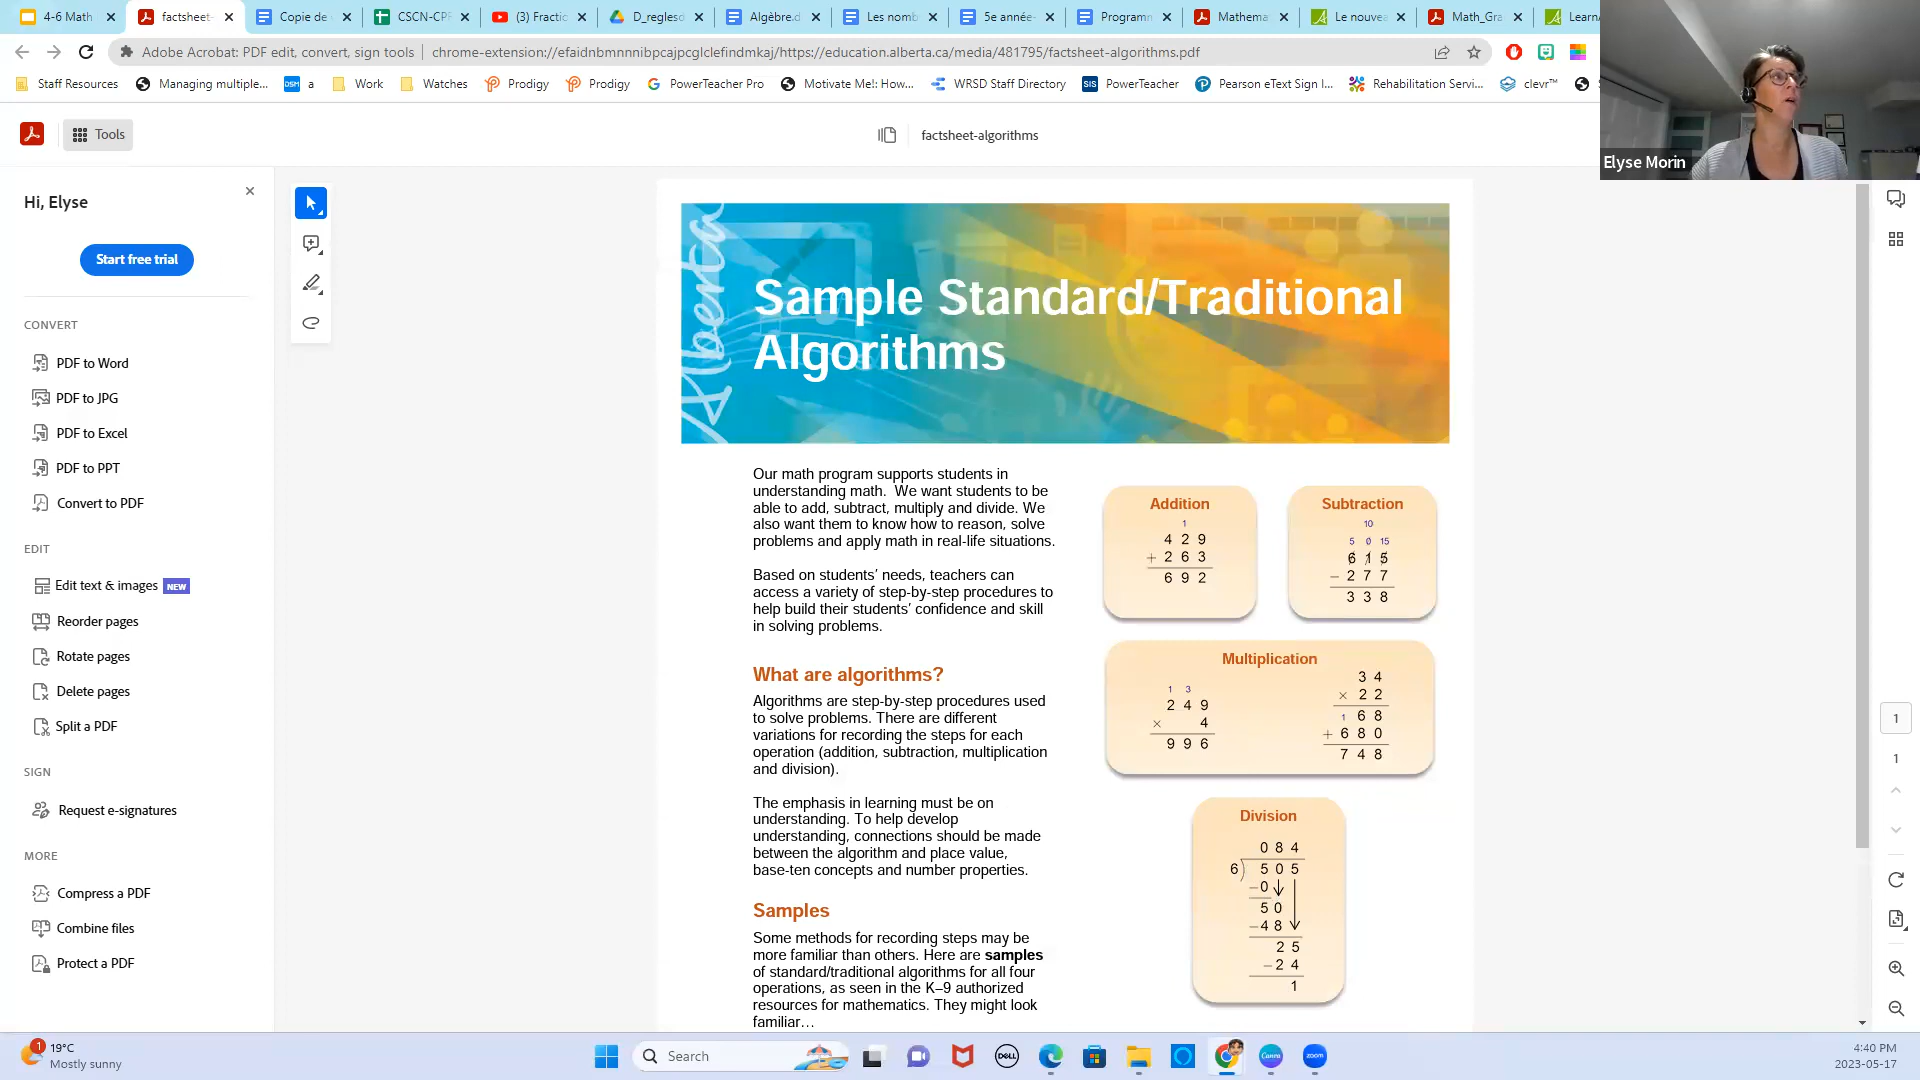 4-6 Math
factsheet-
Copie de
CSCN-CPF
(3) Fractio
D_regleso
Algèbre.d
Les nomb
5e année-
Programm
Mathema
Le nouvea
Math_Gra
LearnA
Adobe Acrobat: PDF edit, convert, sign tools
chrome-extension://efaidnbmnnnibpcajpcglclefindmkaj/https://education.alberta.ca/media/481795/factsheet-algorithms.pdf
Staff Resources
Managing multiple...
DSM a
Work
Watches
Prodigy
Prodigy
PowerTeacher Pro
Motivate Me!: How...
WRSD Staff Directory
SIS PowerTeacher
Pearson eText Sign I...
Rehabilitation Servi...
clevr™
Elyse Morin
Tools
factsheet-algorithms
Hi, Elyse
Start free trial
CONVERT
PDF to Word
PDF to JPG
PDF to Excel
PDF to PPT
Convert to PDF
EDIT
Edit text & images NEW
Reorder pages
Rotate pages
Delete pages
Split a PDF
SIGN
Request e-signatures
MORE
Compress a PDF
Combine files
Protect a PDF
Alberta
Sample Standard/Traditional
Algorithms
Our math program supports students in
understanding math. We want students to be
able to add, subtract, multiply and divide. We
also want them to know how to reason, solve
problems and apply math in real-life situations.
Based on students' needs, teachers can
access a variety of step-by-step procedures to
help build their students' confidence and skill
in solving problems.
What are algorithms?
Algorithms are step-by-step procedures used
to solve problems. There are different
variations for recording the steps for each
operation (addition, subtraction, multiplication
and division).
The emphasis in learning must be on
understanding. To help develop
understanding, connections should be made
between the algorithm and place value,
base-ten concepts and number properties.
Samples
Some methods for recording steps may be
more familiar than others. Here are samples
of standard/traditional algorithms for all four
operations, as seen in the K–9 authorized
resources for mathematics. They might look
familiar…
Addition
1
4 2 9
+ 2 6 3
6 9 2
Subtraction
10
5 0 15
6 1 5
− 2 7 7
3 3 8
Multiplication
1 3
2 4 9
× 4
9 9 6
3 4
× 2 2
1 6 8
+ 6 8 0
7 4 8
Division
0 8 4
6 ) 5 0 5
− 0
5 0
− 4 8
2 5
− 2 4
1
1
1
1
19°C
Mostly sunny
Search
DELL
Canva
zoom
4:40 PM
2023-05-17